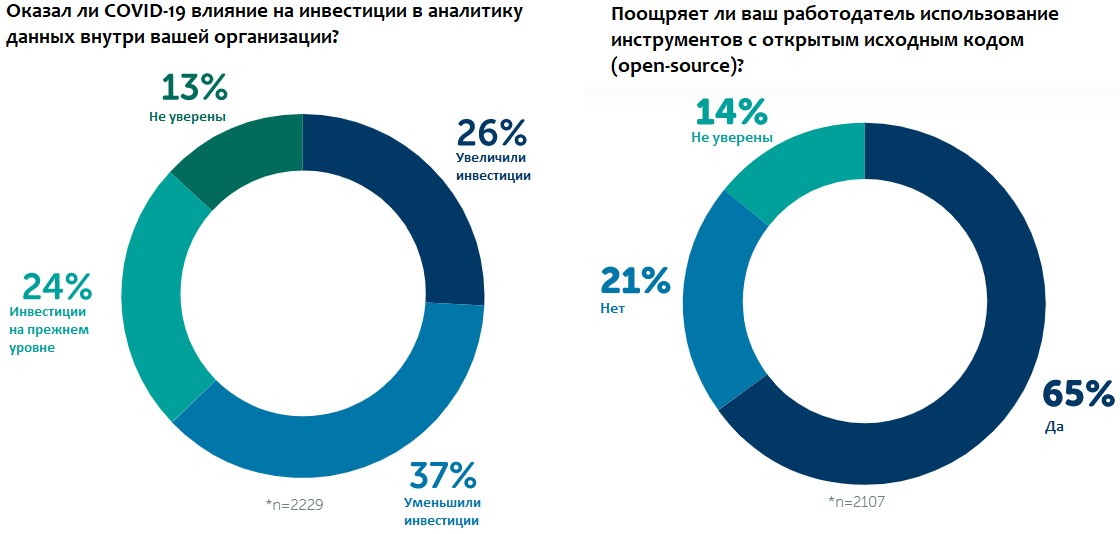 Оказал ли COVID-19 влияние на инвестиции в аналитику
данных внутри вашей организации?
13%
Не уверены
26%
Увеличили
инвестиции
24%
Инвестиции
на прежнем
уровне
37%
Уменьшили
инвестиции
*n=2229
Поощряет ли ваш работодатель использование
инструментов с открытым исходным кодом
(open-source)?
14%
Не уверены
21%
Нет
65%
Да
*n=2107